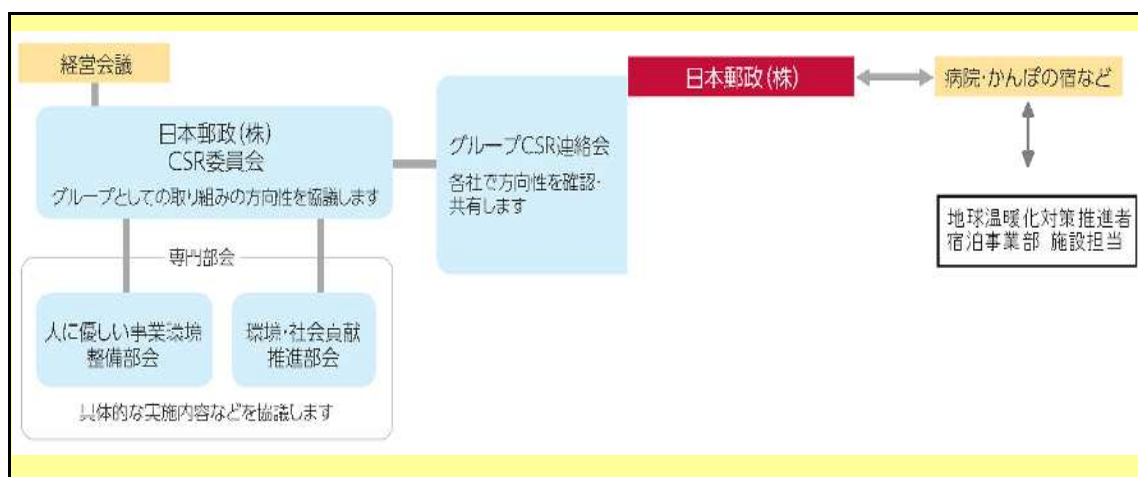 経営会議
日本郵政(株)
CSR委員会
グループとしての取り組みの方向性を協議します
専門部会
人に優しい事業環境
整備部会
環境・社会貢献
推進部会
具体的な実施内容などを協議します
グループCSR連絡会
各社で方向性を確認・
共有します
日本郵政(株)
病院・かんぽの宿など
地球温暖化対策推進者
宿泊事業部 施設担当